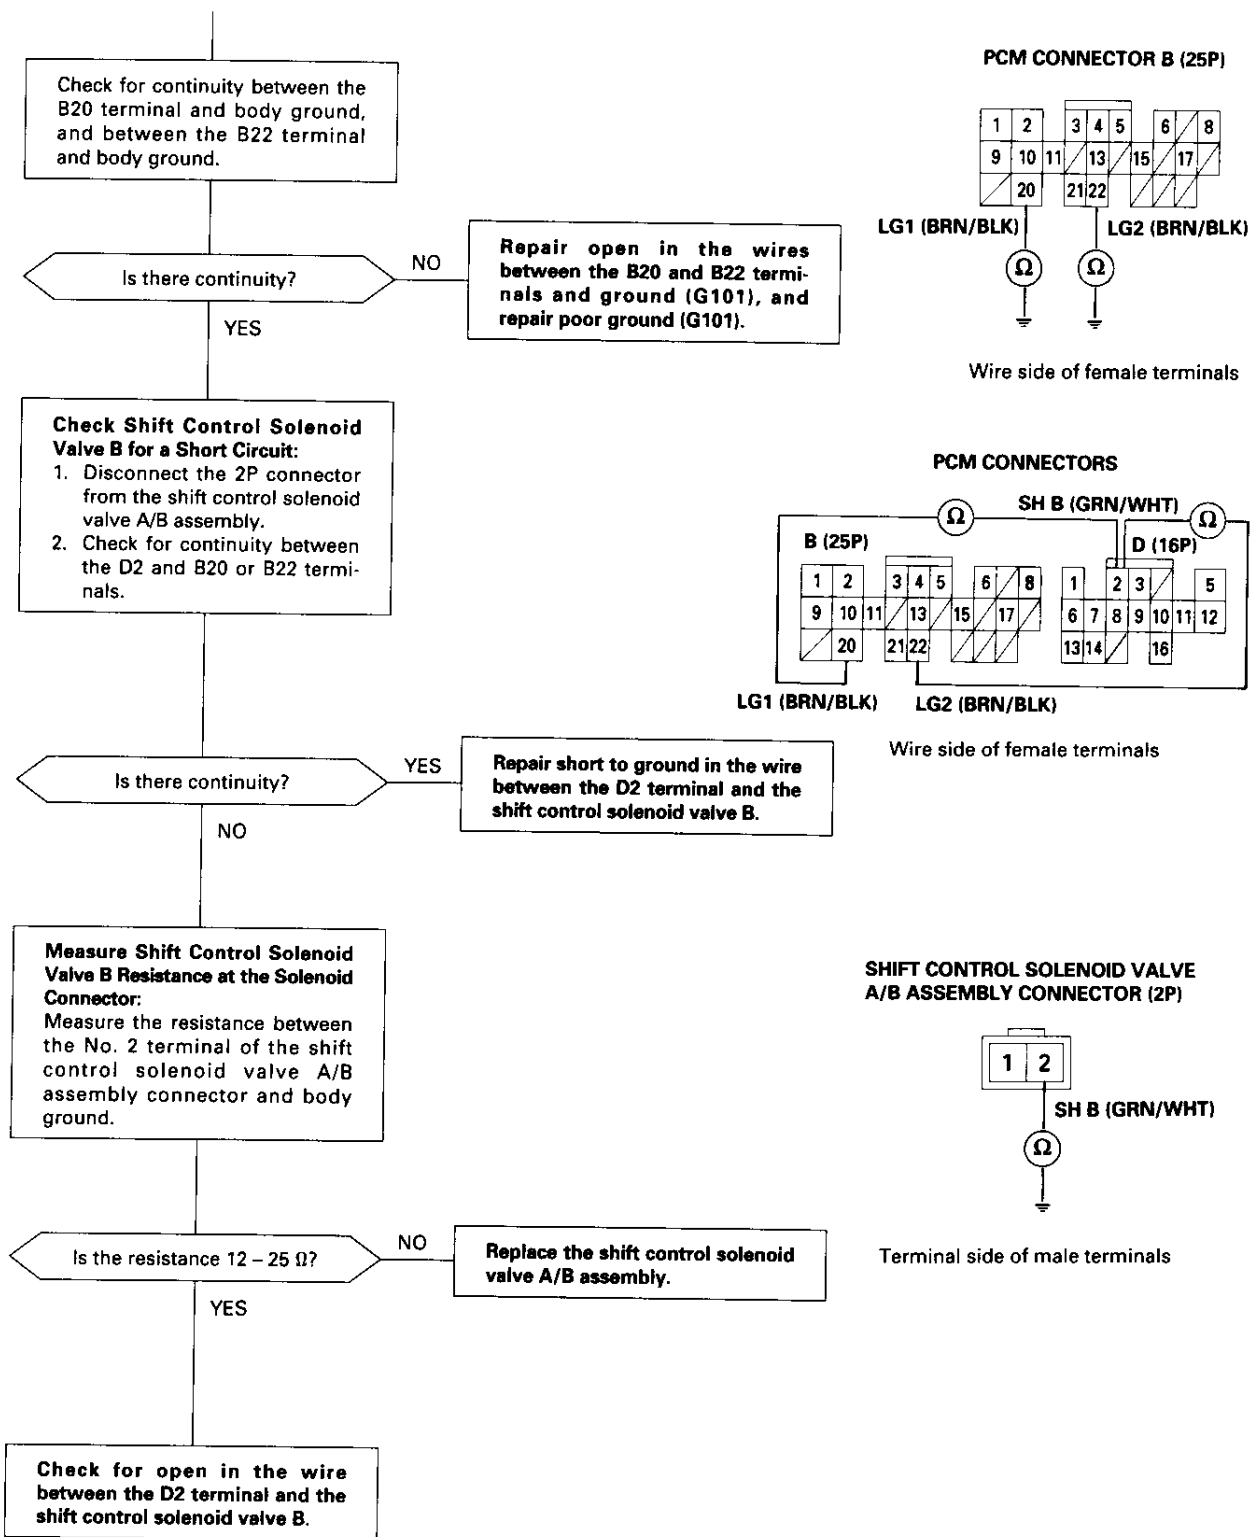 Check for continuity between the
B20 terminal and body ground,
and between the B22 terminal
and body ground.
Is there continuity?
NO
Repair open in the wires
between the B20 and B22 termi-
nals and ground (G101), and
repair poor ground (G101).
YES
PCM CONNECTOR B (25P)
1 2 3 4 5 6 8
9 10 11 13 15 17
20 21 22
LG1 (BRN/BLK) LG2 (BRN/BLK)
Ω Ω
Wire side of female terminals
Check Shift Control Solenoid
Valve B for a Short Circuit:
1. Disconnect the 2P connector
from the shift control solenoid
valve A/B assembly.
2. Check for continuity between
the D2 and B20 or B22 termi-
nals.
PCM CONNECTORS
SH B (GRN/WHT)
Ω Ω
B (25P) D (16P)
1 2 3 4 5 6 8 1 2 3 5
9 10 11 13 15 17 6 7 8 9 10 11 12
20 21 22 13 14 16
LG1 (BRN/BLK) LG2 (BRN/BLK)
Wire side of female terminals
Is there continuity?
YES
Repair short to ground in the wire
between the D2 terminal and the
shift control solenoid valve B.
NO
Measure Shift Control Solenoid
Valve B Resistance at the Solenoid
Connector:
Measure the resistance between
the No. 2 terminal of the shift
control solenoid valve A/B
assembly connector and body
ground.
SHIFT CONTROL SOLENOID VALVE
A/B ASSEMBLY CONNECTOR (2P)
1 2
SH B (GRN/WHT)
Ω
Terminal side of male terminals
Is the resistance 12 – 25 Ω?
NO
Replace the shift control solenoid
valve A/B assembly.
YES
Check for open in the wire
between the D2 terminal and the
shift control solenoid valve B.